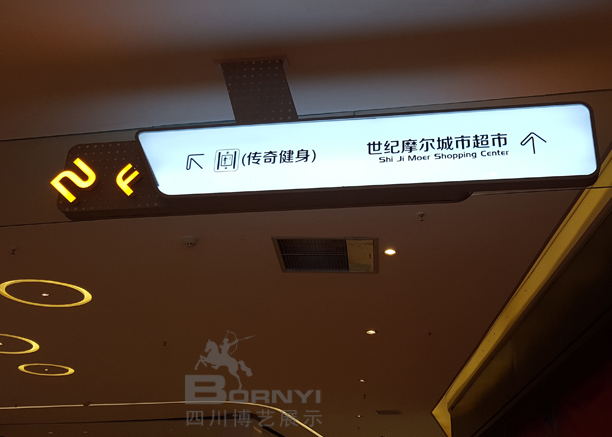 2F
(传奇健身)
世纪摩尔城市超市
Shi Ji Moer Shopping Center
BORNYI
四川博艺展示